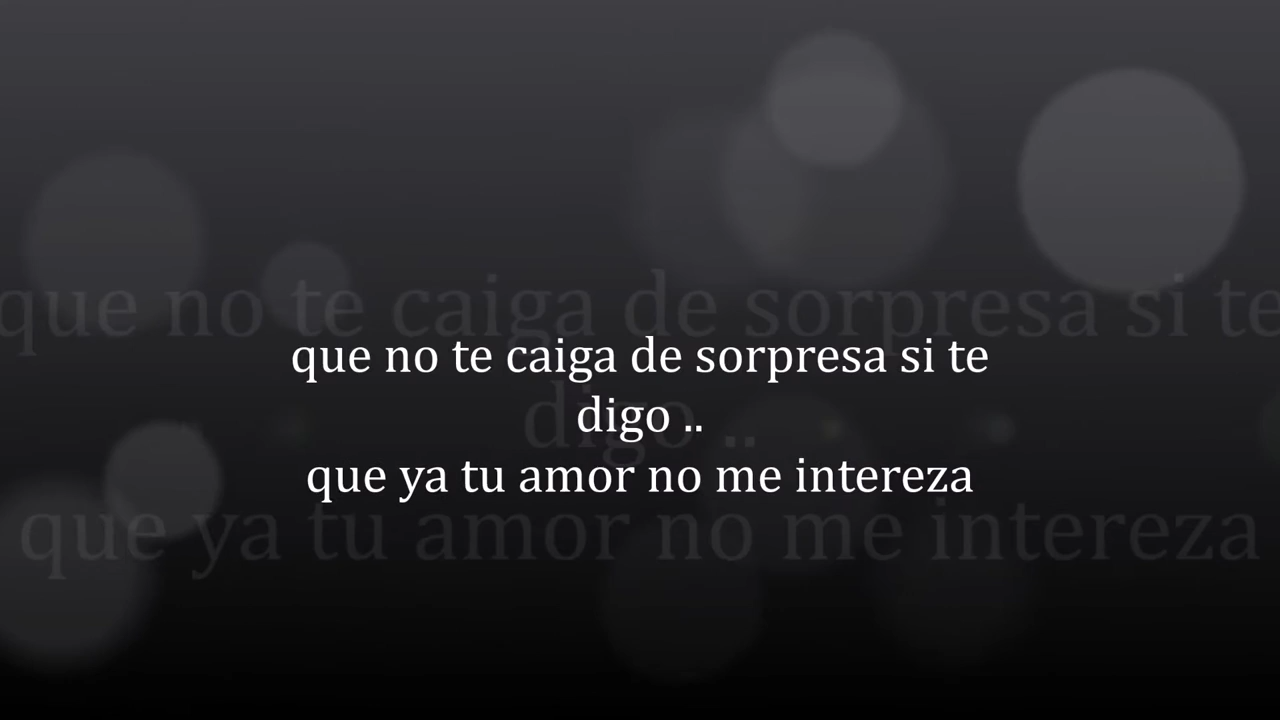 que no te caiga de sorpresa si te
digo ..
que ya tu amor no me intereza